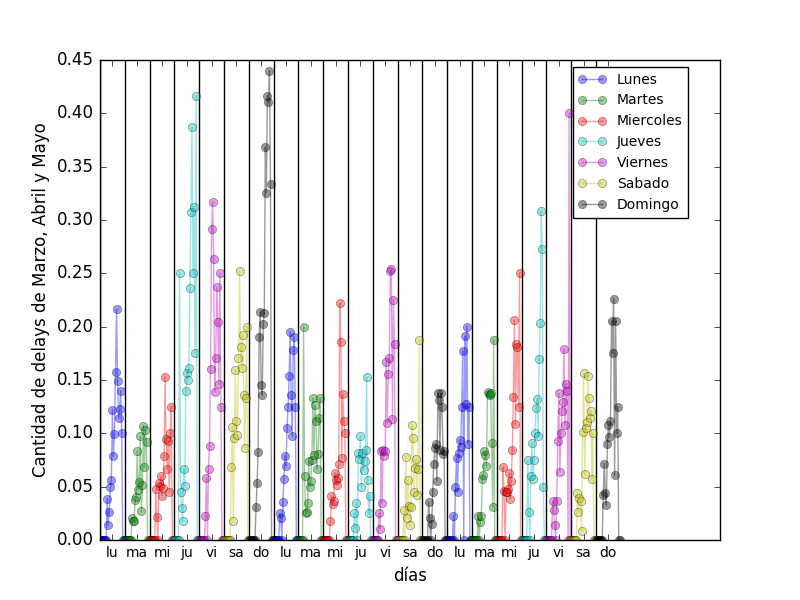 0.45
0.40
0.35
0.30
0.25
0.20
0.15
0.10
0.05
0.00
Cantidad de delays de Marzo, Abril y Mayo
Lunes
Martes
Miercoles
Jueves
Viernes
Sabado
Domingo
lu ma mi ju vi sa do lu ma mi ju vi sa do lu ma mi ju vi sa do
días